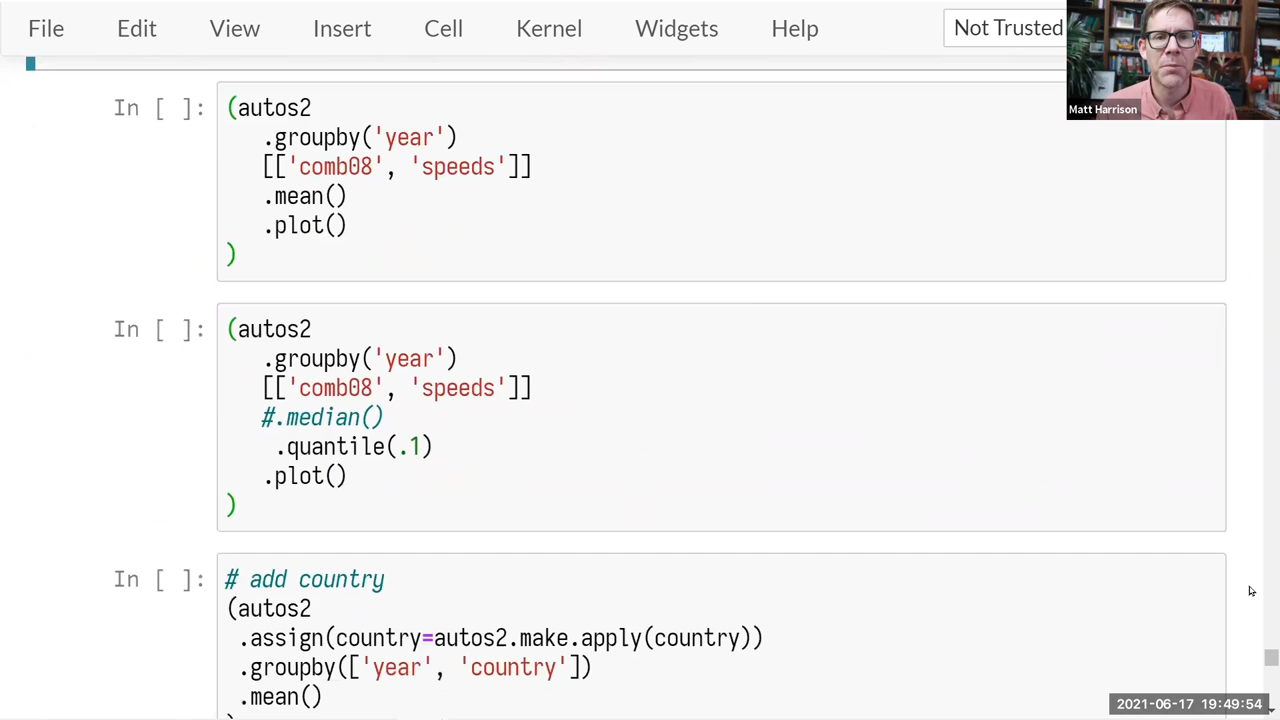 File Edit View Insert Cell Kernel Widgets Help Not Trusted
Matt Harrison
In [ ]: (autos2
.groupby('year')
[['comb08', 'speeds']]
.mean()
.plot()
)
In [ ]: (autos2
.groupby('year')
[['comb08', 'speeds']]
#.median()
.quantile(.1)
.plot()
)
In [ ]: # add country
(autos2
.assign(country=autos2.make.apply(country))
.groupby(['year', 'country'])
.mean()
)
2021-06-17 19:49:54